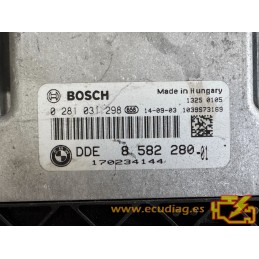 BOSCH
Made in Hungary
1325 0105
0 281 031 298 14-09-03 1039S73169
DDE 8 582 280-01
170234144
www.ecudiag.es